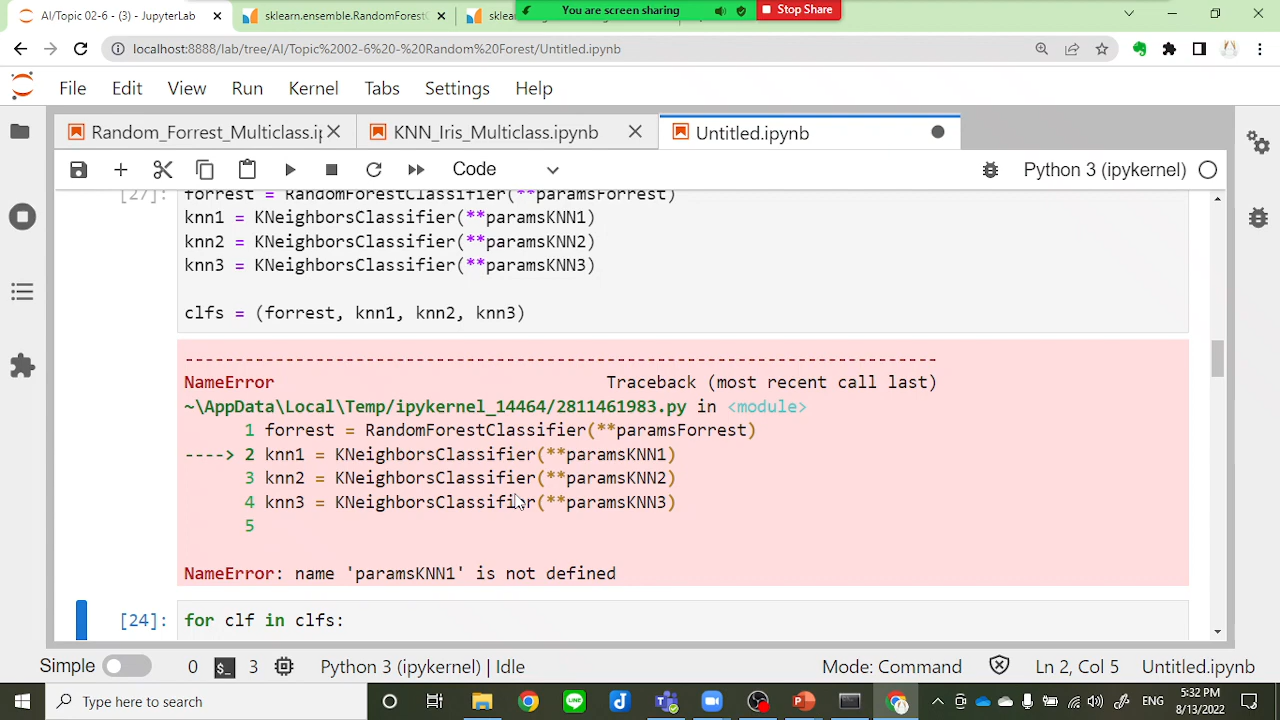 AI/Topic 02-6 - (3) - JupyterLab
sklearn.ensemble.RandomForestC
You are screen sharing
Stop Share
localhost:8888/lab/tree/AI/Topic%2002-6%20-%20Random%20Forest/Untitled.ipynb
File Edit View Run Kernel Tabs Settings Help
Random_Forrest_Multiclass.ip
KNN_Iris_Multiclass.ipynb
Untitled.ipynb
Code
Python 3 (ipykernel)
[27]: forrest = RandomForestClassifier(**paramsForrest)
knn1 = KNeighborsClassifier(**paramsKNN1)
knn2 = KNeighborsClassifier(**paramsKNN2)
knn3 = KNeighborsClassifier(**paramsKNN3)
clfs = (forrest, knn1, knn2, knn3)
---------------------------------------------------------------------------
NameError Traceback (most recent call last)
~\AppData\Local\Temp/ipykernel_14464/2811461983.py in <module>
1 forrest = RandomForestClassifier(**paramsForrest)
----> 2 knn1 = KNeighborsClassifier(**paramsKNN1)
3 knn2 = KNeighborsClassifier(**paramsKNN2)
4 knn3 = KNeighborsClassifier(**paramsKNN3)
5
NameError: name 'paramsKNN1' is not defined
[24]: for clf in clfs:
Simple 0 $_ 3 Python 3 (ipykernel) | Idle Mode: Command Ln 2, Col 5 Untitled.ipynb
Type here to search
ENG
5:32 PM
8/13/2022